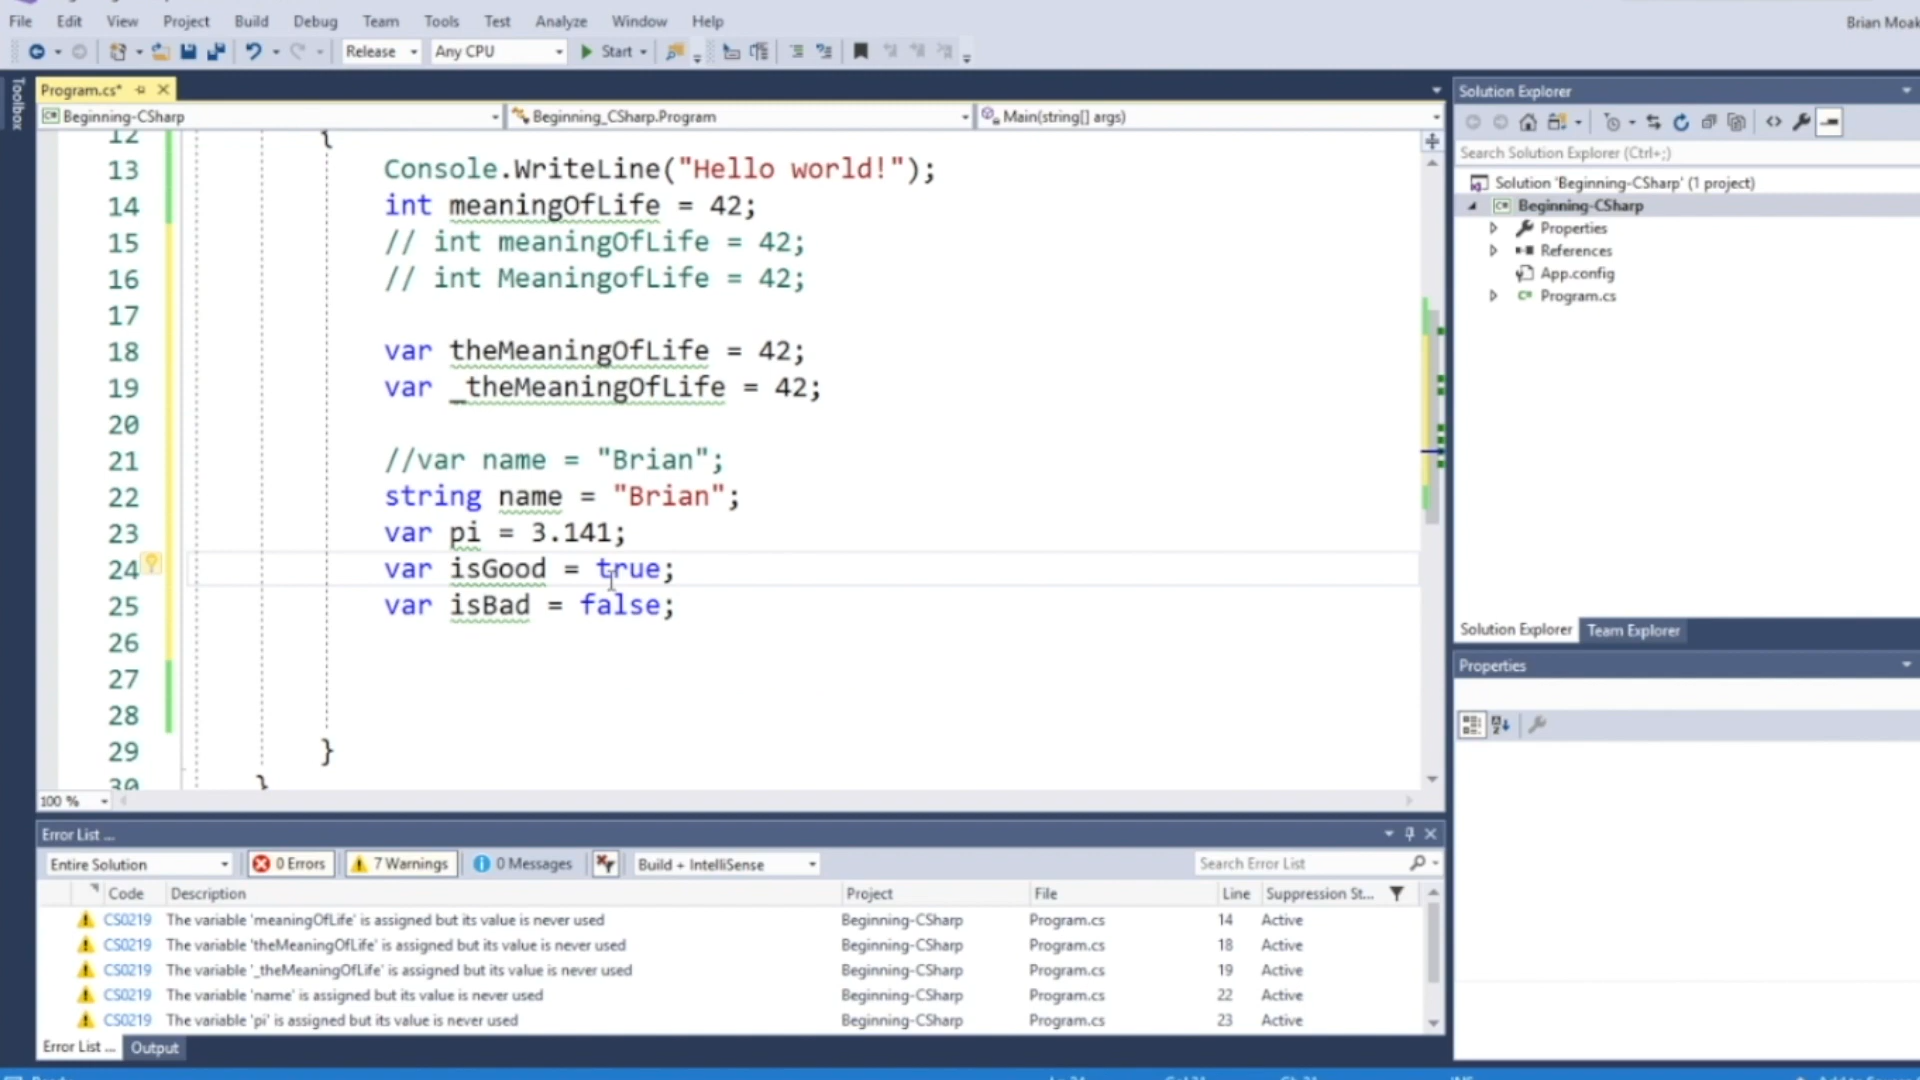 File Edit View Project Build Debug Team Tools Test Analyze Window Help
Brian Moak
Release Any CPU Start
Toolbox
Program.cs*
Beginning-CSharp Beginning_CSharp.Program Main(string[] args)
12 {
13 Console.WriteLine("Hello world!");
14 int meaningOfLife = 42;
15 // int meaningOfLife = 42;
16 // int MeaningofLife = 42;
17
18 var theMeaningOfLife = 42;
19 var _theMeaningOfLife = 42;
20
21 //var name = "Brian";
22 string name = "Brian";
23 var pi = 3.141;
24 var isGood = true;
25 var isBad = false;
26
27
28
29 }
30 }
100 %
Solution Explorer
Search Solution Explorer (Ctrl+;)
Solution 'Beginning-CSharp' (1 project)
Beginning-CSharp
Properties
References
App.config
Program.cs
Solution Explorer Team Explorer
Properties
Error List ...
Entire Solution 0 Errors 7 Warnings 0 Messages Build + IntelliSense Search Error List
Code Description Project File Line Suppression St...
CS0219 The variable 'meaningOfLife' is assigned but its value is never used Beginning-CSharp Program.cs 14 Active
CS0219 The variable 'theMeaningOfLife' is assigned but its value is never used Beginning-CSharp Program.cs 18 Active
CS0219 The variable '_theMeaningOfLife' is assigned but its value is never used Beginning-CSharp Program.cs 19 Active
CS0219 The variable 'name' is assigned but its value is never used Beginning-CSharp Program.cs 22 Active
CS0219 The variable 'pi' is assigned but its value is never used Beginning-CSharp Program.cs 23 Active
Error List ... Output